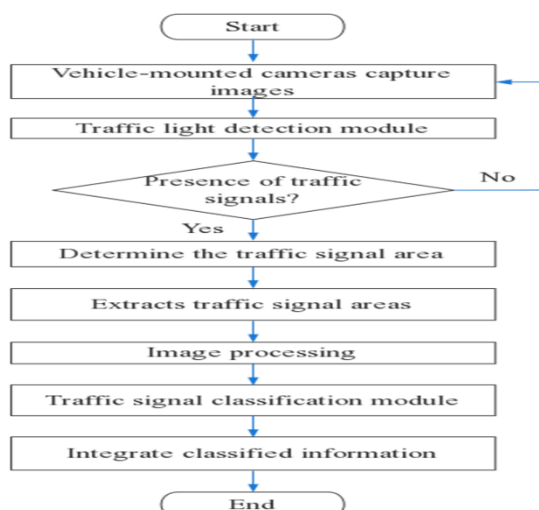 Start
Vehicle-mounted cameras capture
images
Traffic light detection module
Presence of traffic
signals?
No
Yes
Determine the traffic signal area
Extracts traffic signal areas
Image processing
Traffic signal classification module
Integrate classified information
End